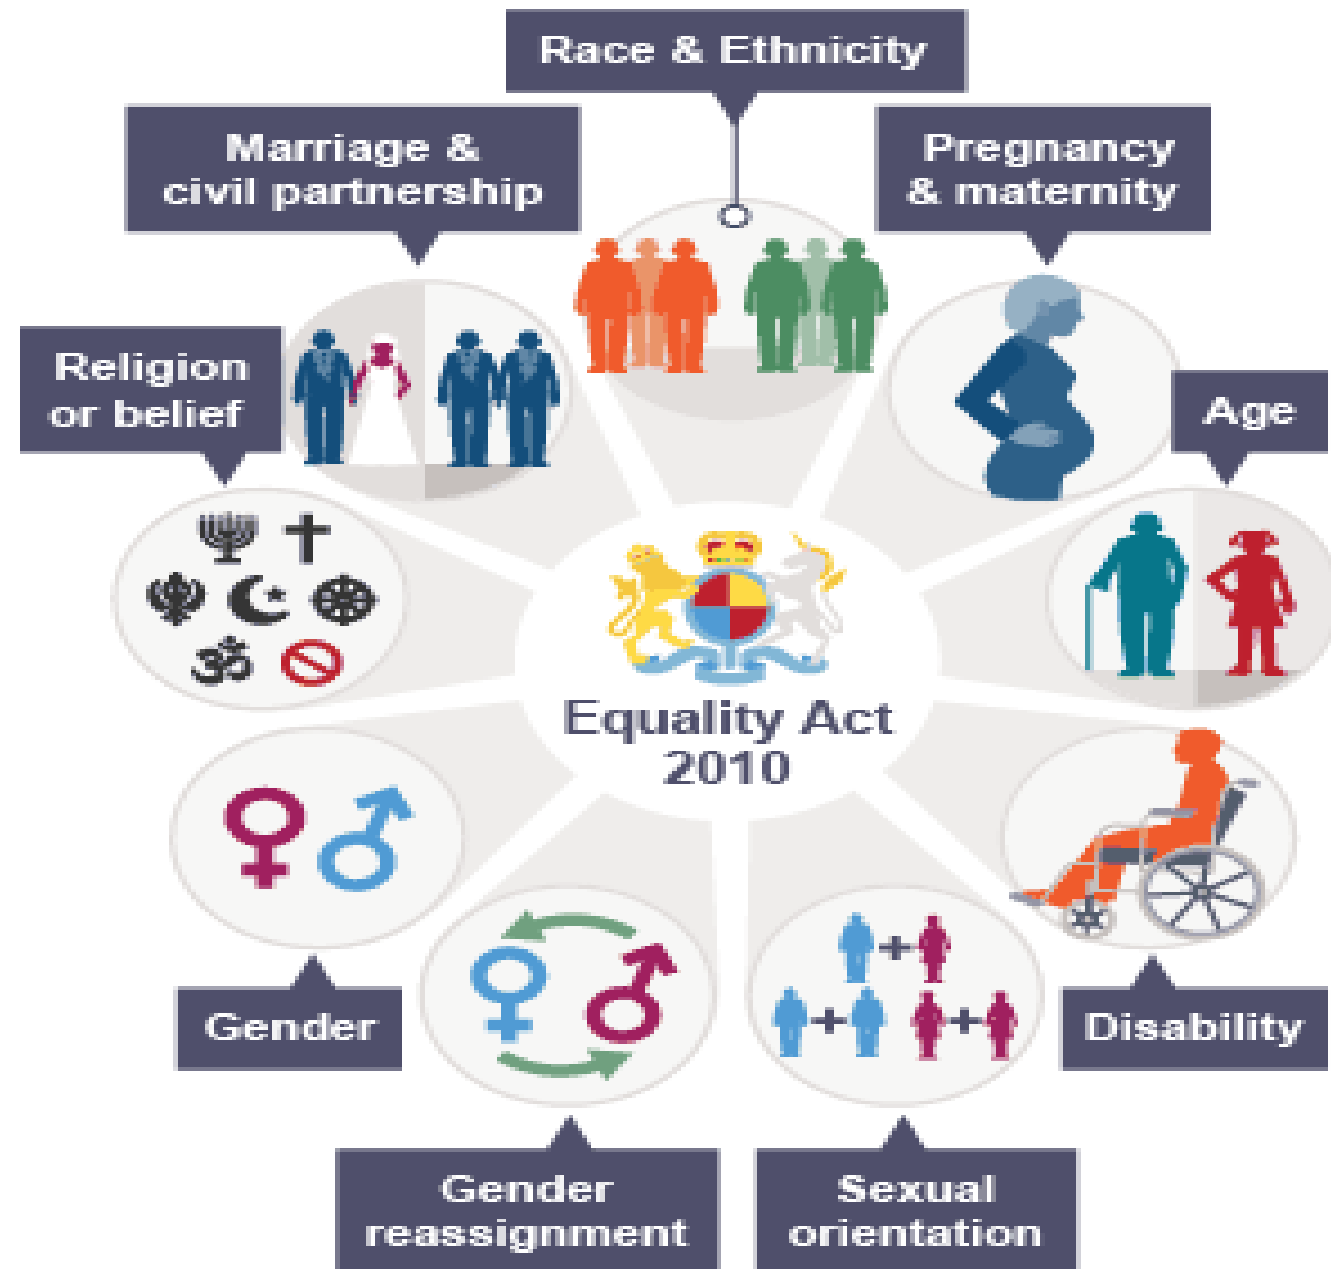 Race & Ethnicity
Marriage &
civil partnership
Pregnancy
& maternity
Religion
or belief
Age
Equality Act
2010
Gender
Disability
Gender
reassignment
Sexual
orientation